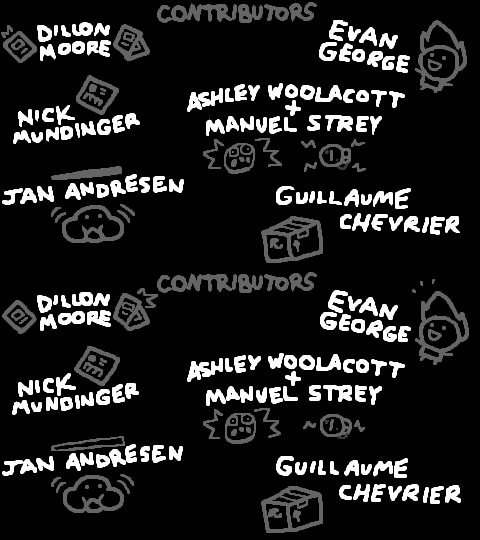 CONTRIBUTORS
DILLON
MOORE
EVAN
GEORGE
NICK
MUNDINGER
ASHLEY WOOLACOTT
+
MANUEL STREY
JAN ANDRESEN
GUILLAUME
CHEVRIER
CONTRIBUTORS
DILLON
MOORE
EVAN
GEORGE
NICK
MUNDINGER
ASHLEY WOOLACOTT
+
MANUEL STREY
JAN ANDRESEN
GUILLAUME
CHEVRIER